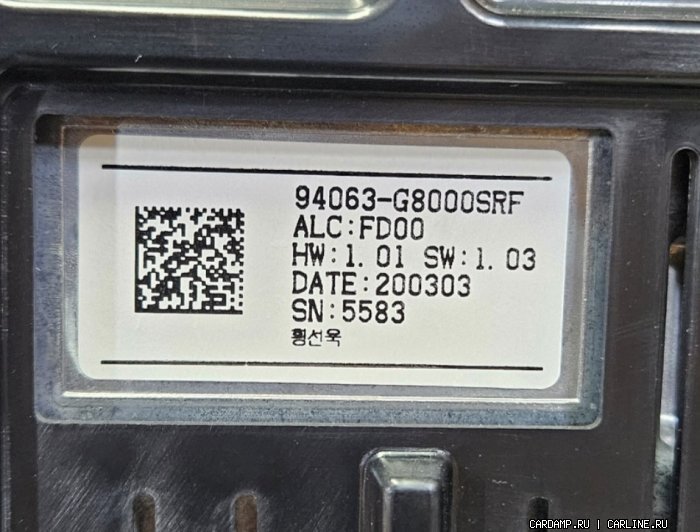 94063-G8000SRF
ALC:FD00
HW:1.01 SW:1.03
DATE:200303
SN:5583
황선욱
CARDAMP.RU | CARLINE.RU